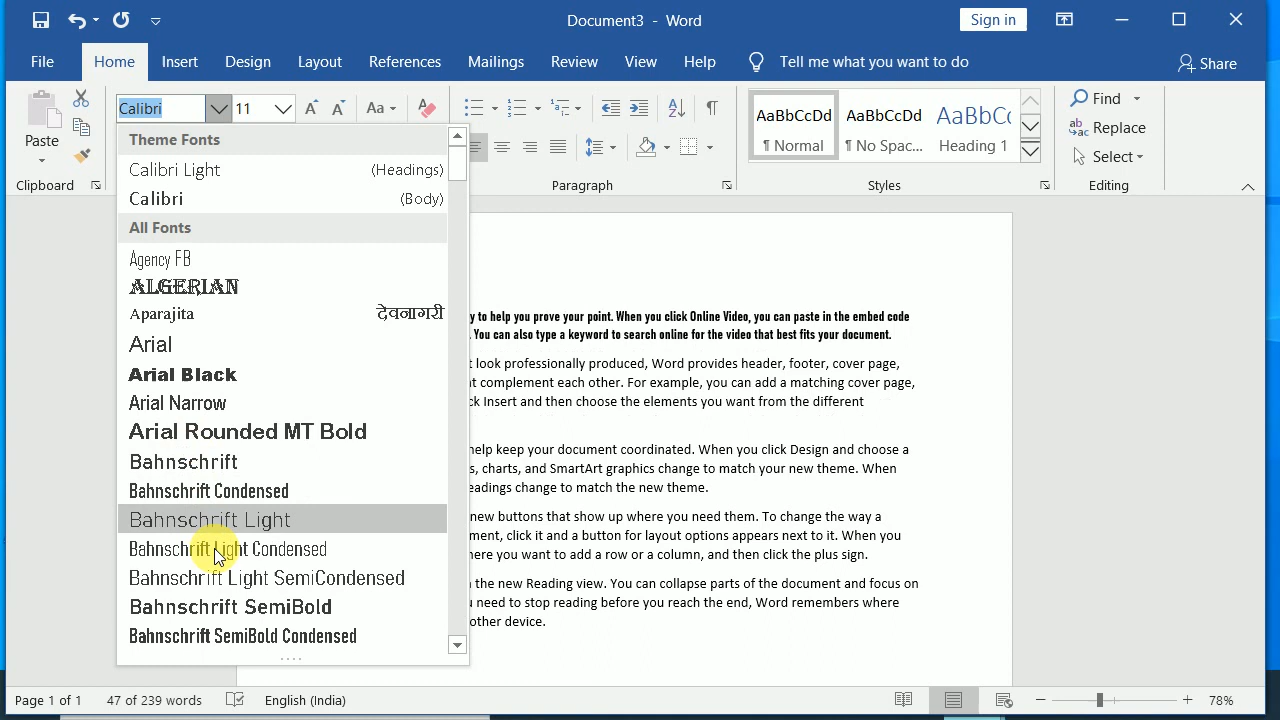 Document3 - Word
Sign in
File Home Insert Design Layout References Mailings Review View Help Tell me what you want to do Share
Calibri 11 Aa
Paste
Clipboard
Paragraph
AaBbCcDd AaBbCcDd AaBbC
¶ Normal ¶ No Spac... Heading 1
Styles
Find
Replace
Select
Editing
Theme Fonts
Calibri Light (Headings)
Calibri (Body)
All Fonts
Agency FB
ALGERIAN
Aparajita देवनागरी
Arial
Arial Black
Arial Narrow
Arial Rounded MT Bold
Bahnschrift
Bahnschrift Condensed
Bahnschrift Light
Bahnschrift Light Condensed
Bahnschrift Light SemiCondensed
Bahnschrift SemiBold
Bahnschrift SemiBold Condensed
to help you prove your point. When you click Online Video, you can paste in the embed code
. You can also type a keyword to search online for the video that best fits your document.
look professionally produced, Word provides header, footer, cover page,
complement each other. For example, you can add a matching cover page,
Insert and then choose the elements you want from the different
help keep your document coordinated. When you click Design and choose a
, charts, and SmartArt graphics change to match your new theme. When
headings change to match the new theme.
new buttons that show up where you need them. To change the way a
, click it and a button for layout options appears next to it. When you
where you want to add a row or a column, and then click the plus sign.
the new Reading view. You can collapse parts of the document and focus on
need to stop reading before you reach the end, Word remembers where
other device.
Page 1 of 1 47 of 239 words English (India) 78%